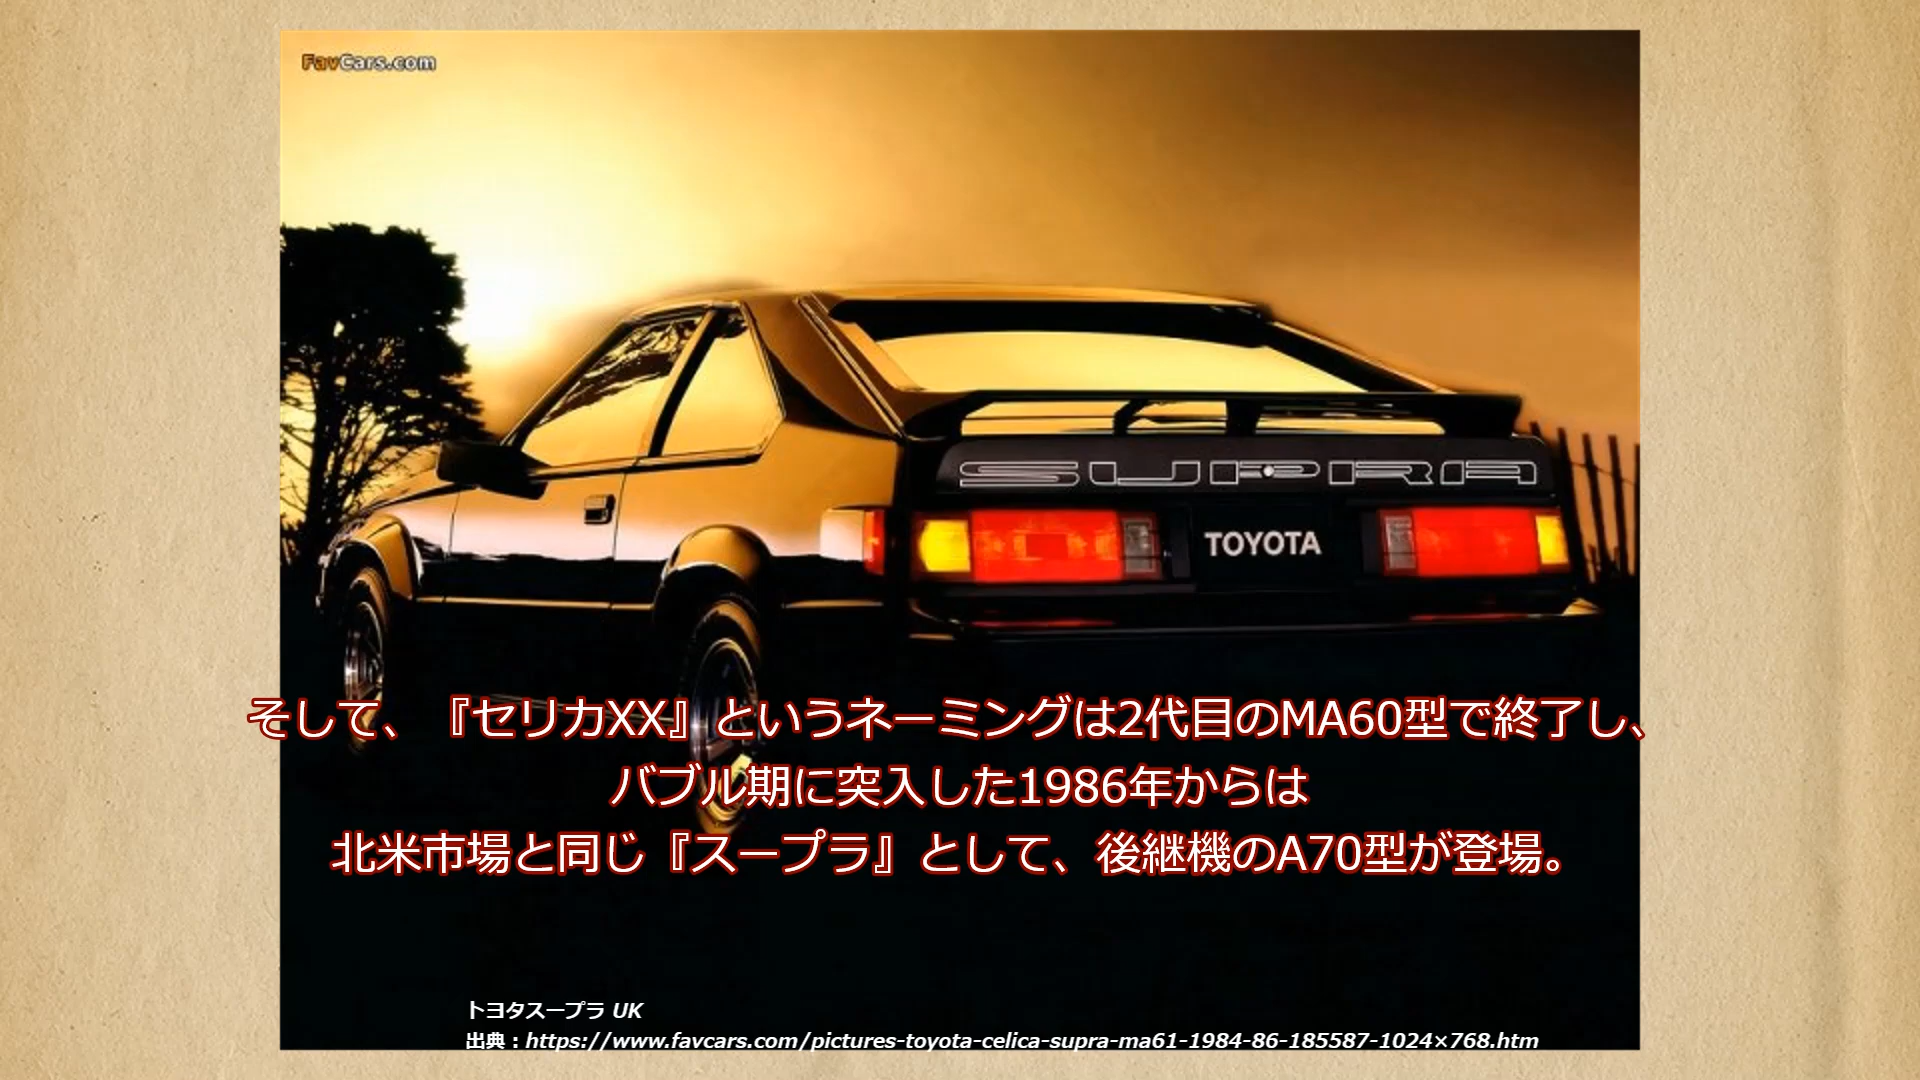 FavCars.com
SUPRA
TOYOTA
そして、『セリカXX』というネーミングは2代目のMA60型で終了し、
バブル期に突入した1986年からは
北米市場と同じ『スープラ』として、後継機のA70型が登場。
トヨタスープラ UK
出典：https://www.favcars.com/pictures-toyota-celica-supra-ma61-1984-86-185587-1024×768.htm